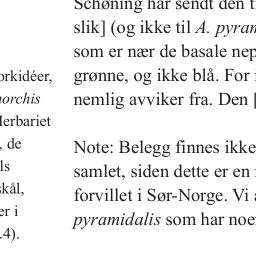 orkidéer,
norchis
Herbariet
, de
ls
skål,
er i
.4).
Schøning har sendt den t
slik] (og ikke til A. pyram
som er nær de basale nep
grønne, og ikke blå. For
nemlig avviker fra. Den [
Note: Belegg finnes ikke
samlet, siden dette er en
forvillet i Sør-Norge. Vi
pyramidalis som har noe